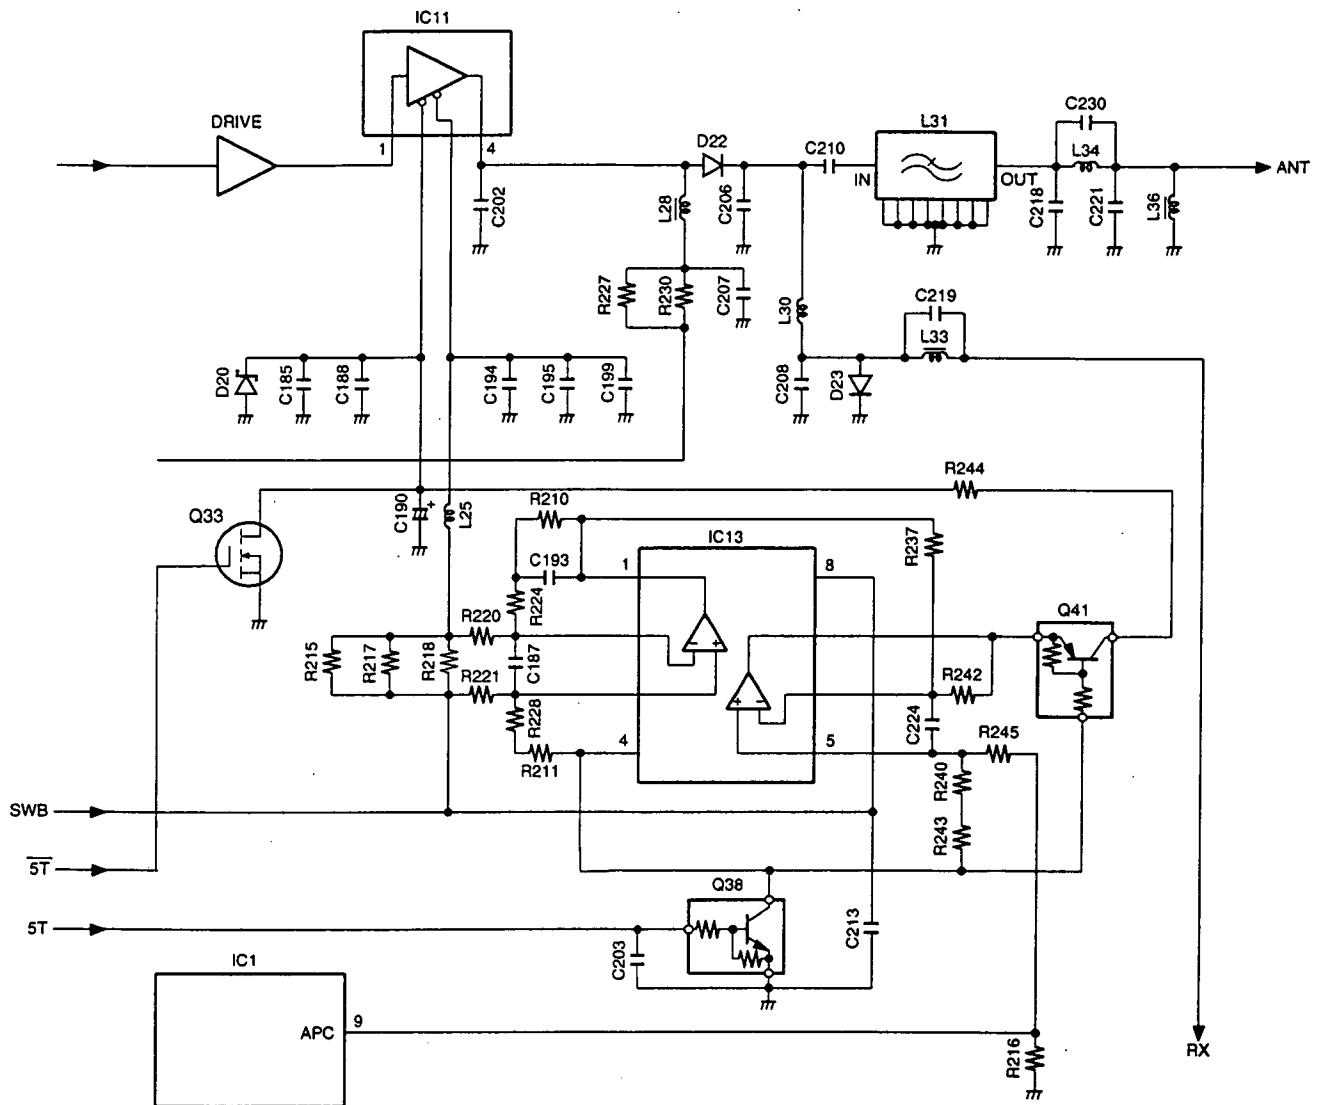 IC11
DRIVE
1
4
D22
C210
L31
C230
L34
IN
OUT
ANT
C202
L28
C206
C218
C221
L36
R227
R230
C207
L30
C219
L33
D20
C185
C188
C194
C195
C199
C208
D23
R244
Q33
C190
+
L25
R210
IC13
R237
C193
1
8
R224
Q41
R220
R215
R217
R218
C187
R221
- +
+ -
R242
R228
C224
R245
R211
4
5
R240
R243
SWB
5T
Q38
5T
C203
C213
IC1
APC
9
R216
RX